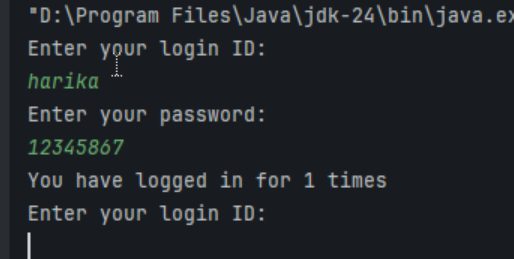 "D:\Program Files\Java\jdk-24\bin\java.ex
Enter your login ID:
harika
Enter your password:
12345867
You have logged in for 1 times
Enter your login ID: